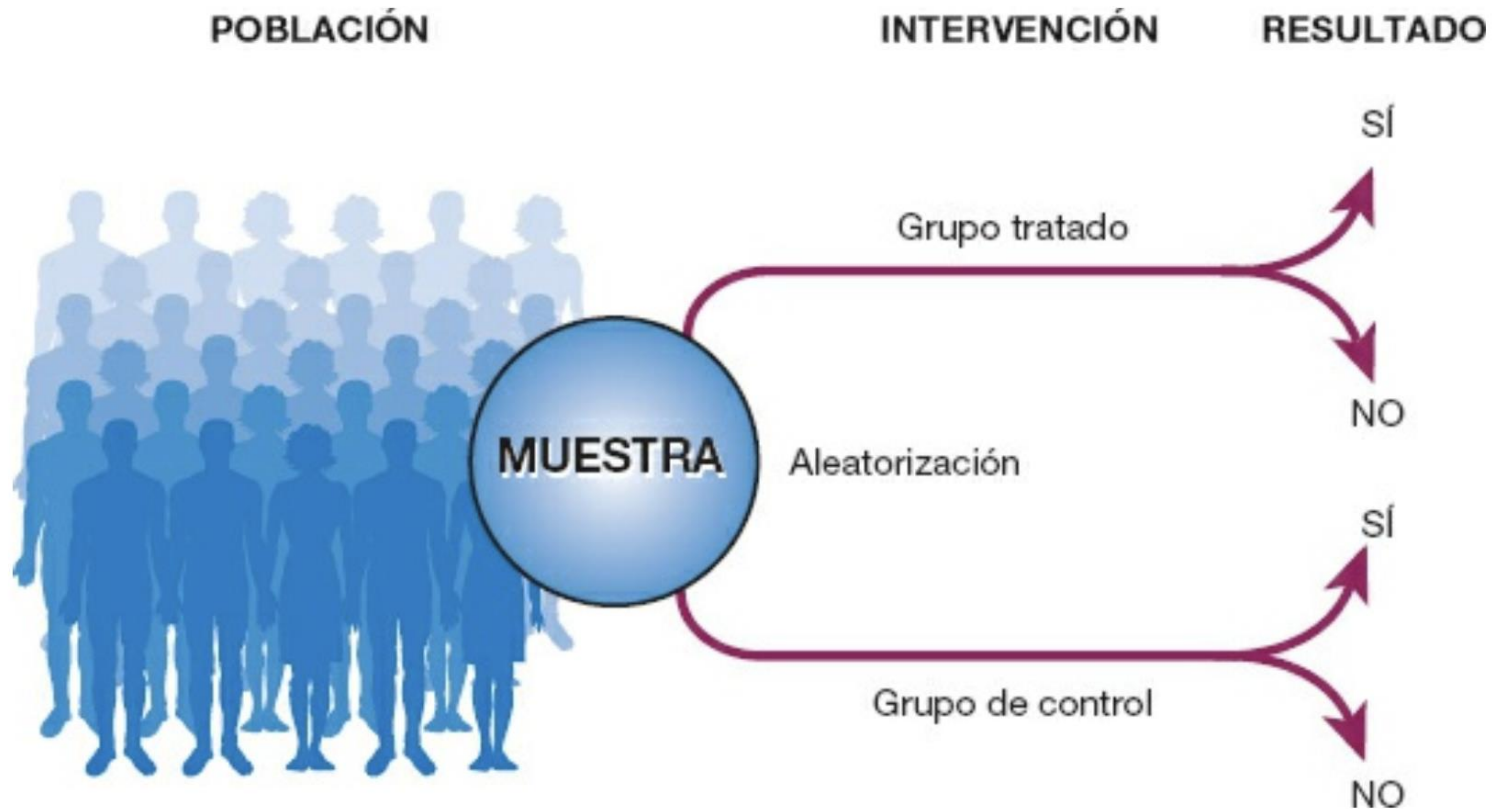 POBLACIÓN
INTERVENCIÓN
RESULTADO
SÍ
Grupo tratado
NO
MUESTRA
Aleatorización
SÍ
Grupo de control
NO